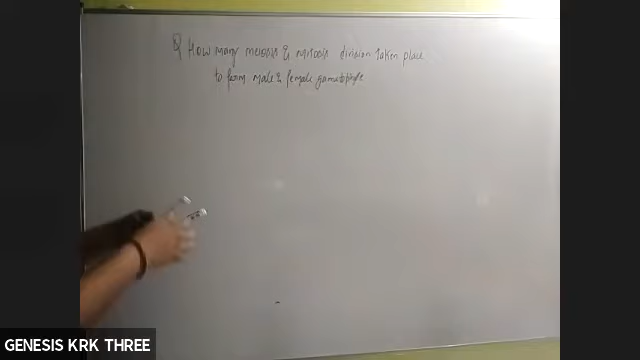 Q How many meiosis & mitosis division taken place
to form male & female gametophyte
GENESIS KRK THREE